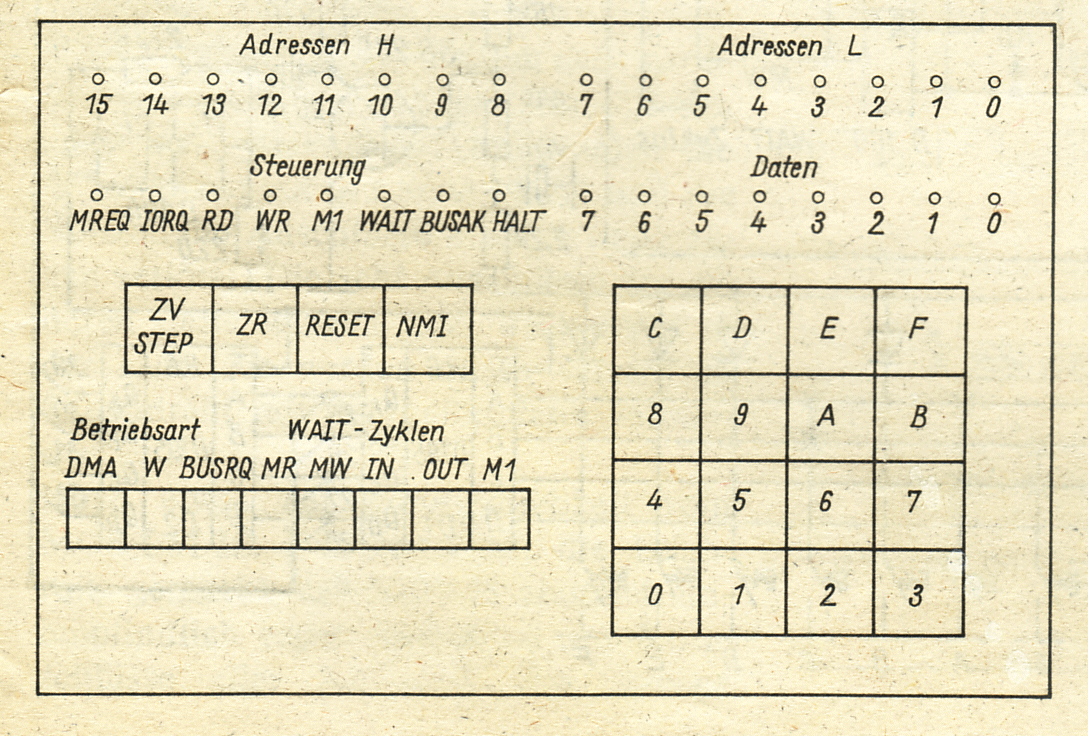 Adressen H Adressen L
15 14 13 12 11 10 9 8 7 6 5 4 3 2 1 0
Steuerung Daten
MREQ IORQ RD WR M1 WAIT BUSAK HALT 7 6 5 4 3 2 1 0
ZV
STEP
ZR
RESET
NMI
C D E F
8 9 A B
4 5 6 7
0 1 2 3
Betriebsart WAIT-Zyklen
DMA W BUSRQ MR MW IN OUT M1